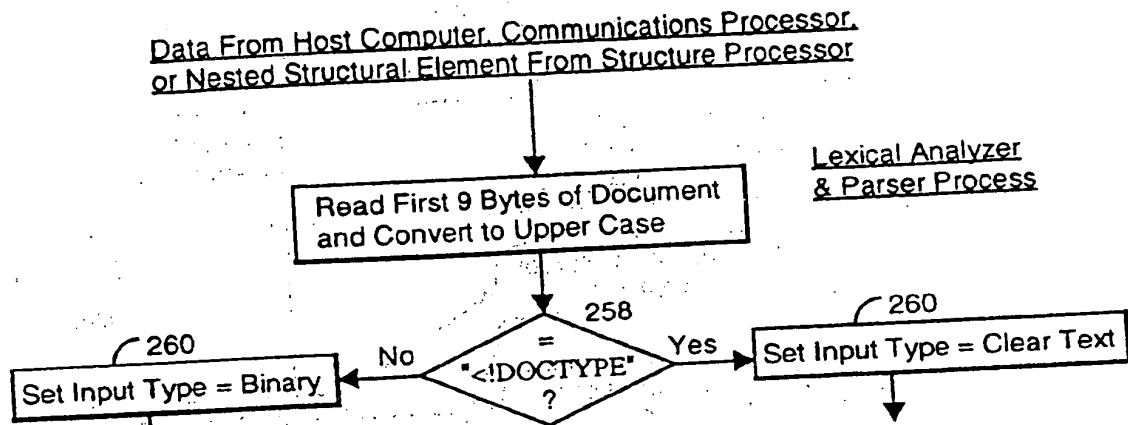 Data From Host Computer, Communications Processor,
or Nested Structural Element From Structure Processor
Lexical Analyzer
& Parser Process
Read First 9 Bytes of Document
and Convert to Upper Case
258
260
260
=
"<!DOCTYPE"
?
No
Yes
Set Input Type = Binary
Set Input Type = Clear Text